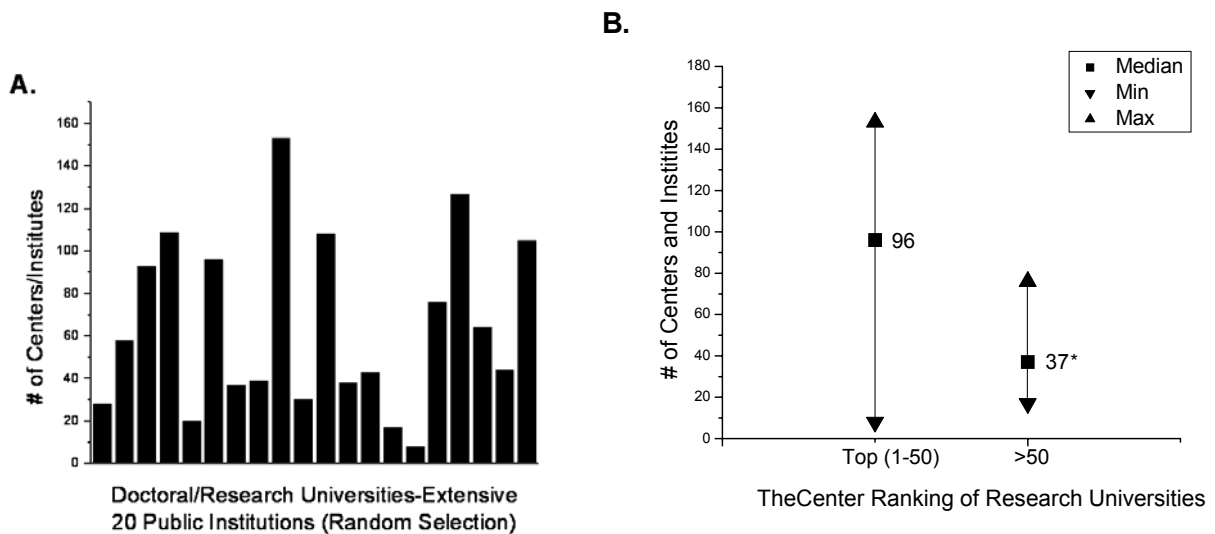 A.
# of Centers/Institutes
160
140
120
100
80
60
40
20
0
Doctoral/Research Universities-Extensive
20 Public Institutions (Random Selection)
B.
# of Centers and Institites
180
160
140
120
100
80
60
40
20
0
Median
Min
Max
96
37*
Top (1-50)
>50
TheCenter Ranking of Research Universities